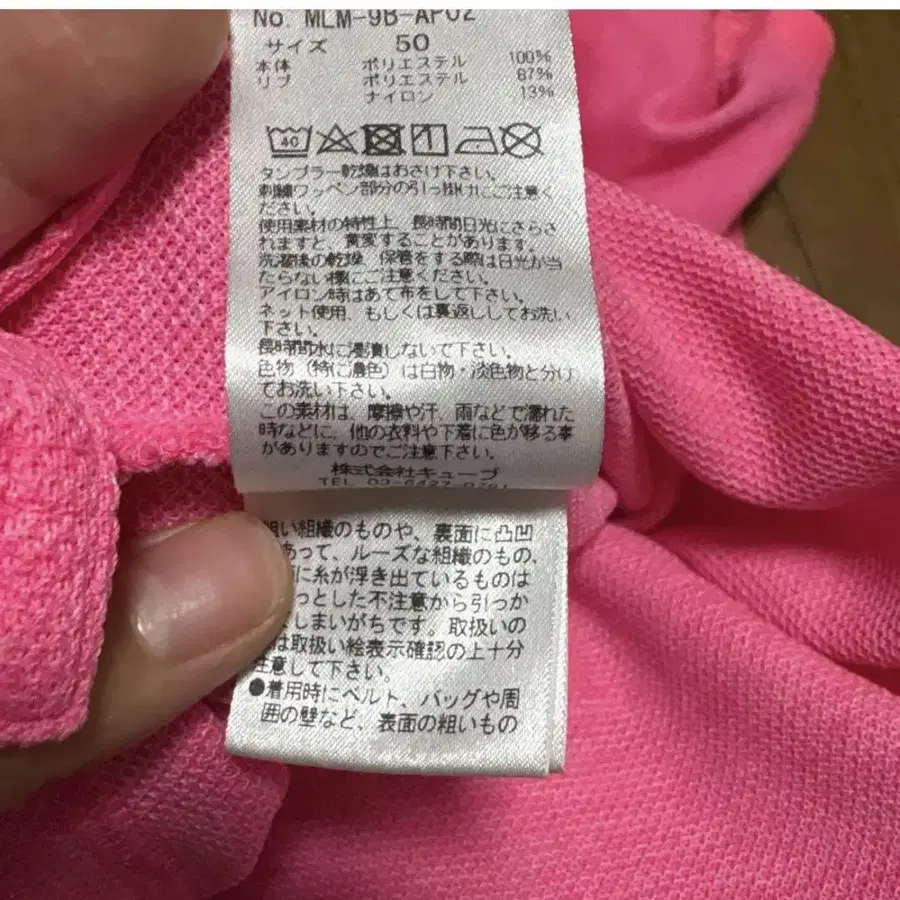 No. MLM-9B-AP02
サイズ 50
本体 ポリエステル 100%
リブ ポリエステル 87%
ナイロン 13%
40
タンブラー乾燥はおさけ下さい。
刺繍ワッペン部分の引っ掛けにご注意く
ださい。
使用素材の特性上、長時間日光にさらさ
れますと、黄変することがあります。
洗濯後の乾燥、保管をする際は日光が当
たらない様にご注意ください。
アイロン時はあて布をして下さい。
ネット使用、もしくは裏返ししてお洗い
下さい。
長時間水に浸漬しないで下さい。
色物（特に濃色）は白物・淡色物と分け
てお洗い下さい。
この素材は、摩擦や汗、雨などで濡れた
時などに、他の衣料や下着に色が移る事
がありますのでご注意下さい。
株式会社キューブ
TEL 03-6427-0781
粗い組織のものや、裏面に凸凹
あって、ルーズな組織のもの、
に糸が浮き出ているものは
っとした不注意から引っか
しまいがちです。取扱いの
は取扱い絵表示確認の上十分
注意して下さい。
●着用時にベルト、バッグや周
囲の壁など、表面の粗いもの